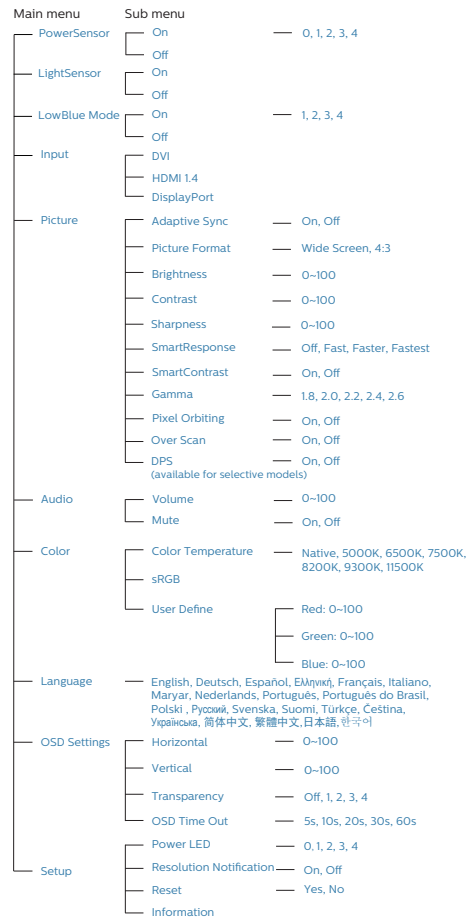 Main menu Sub menu
PowerSensor On 0, 1, 2, 3, 4
Off
LightSensor On
Off
LowBlue Mode On 1, 2, 3, 4
Off
Input DVI
HDMI 1.4
DisplayPort
Picture Adaptive Sync On, Off
Picture Format Wide Screen, 4:3
Brightness 0~100
Contrast 0~100
Sharpness 0~100
SmartResponse Off, Fast, Faster, Fastest
SmartContrast On, Off
Gamma 1.8, 2.0, 2.2, 2.4, 2.6
Pixel Orbiting On, Off
Over Scan On, Off
DPS On, Off
(available for selective models)
Audio Volume 0~100
Mute On, Off
Color Color Temperature Native, 5000K, 6500K, 7500K,
8200K, 9300K, 11500K
sRGB
User Define Red: 0~100
Green: 0~100
Blue: 0~100
Language English, Deutsch, Español, Ελληνική, Français, Italiano,
Maryar, Nederlands, Português, Português do Brasil,
Polski , Русский, Svenska, Suomi, Türkçe, Čeština,
Українська, 简体中文, 繁體中文,日本語,한국어
OSD Settings Horizontal 0~100
Vertical 0~100
Transparency Off, 1, 2, 3, 4
OSD Time Out 5s, 10s, 20s, 30s, 60s
Power LED 0, 1, 2, 3, 4
Setup Resolution Notification On, Off
Reset Yes, No
Information